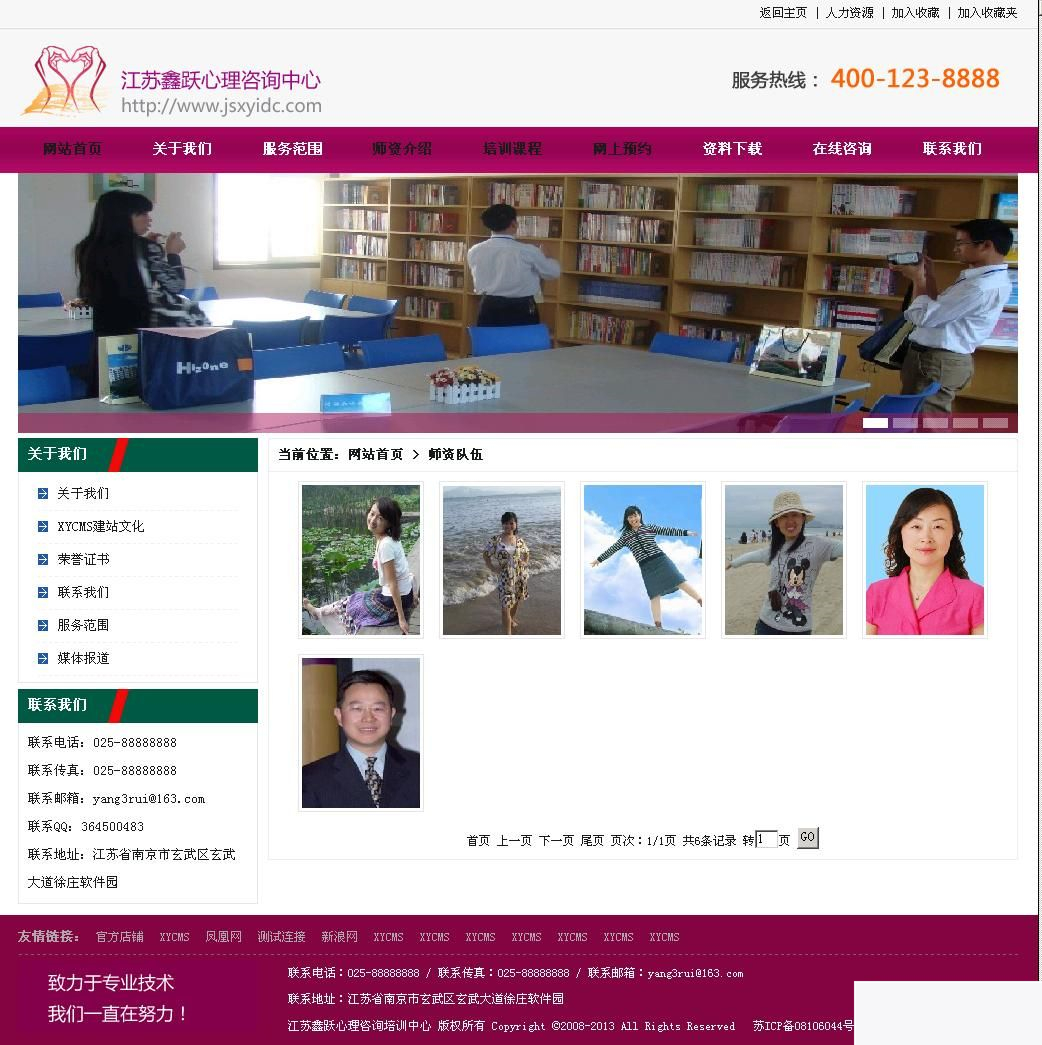 返回主页 | 人力资源 | 加入收藏 | 加入收藏夹
江苏鑫跃心理咨询中心
http://www.jsxyidc.com
服务热线： 400-123-8888
网站首页 关于我们 服务范围 师资介绍 培训课程 网上预约 资料下载 在线咨询 联系我们
Hizone
关于我们
关于我们
XYCMS建站文化
荣誉证书
联系我们
服务范围
媒体报道
联系我们
联系电话：025-88888888
联系传真：025-88888888
联系邮箱：yang3rui@163.com
联系QQ：364500483
联系地址：江苏省南京市玄武区玄武
大道徐庄软件园
当前位置：网站首页 > 师资队伍
首页 上一页 下一页 尾页 页次：1/1页 共6条记录 转1页 GO
友情链接： 官方店铺 XYCMS 凤凰网 测试连接 新浪网 XYCMS XYCMS XYCMS XYCMS XYCMS XYCMS XYCMS
致力于专业技术
我们一直在努力！
联系电话：025-88888888 / 联系传真：025-88888888 / 联系邮箱：yang3rui@163.com
联系地址：江苏省南京市玄武区玄武大道徐庄软件园
江苏鑫跃心理咨询培训中心 版权所有 Copyright ©2008-2013 All Rights Reserved 苏ICP备08106044号